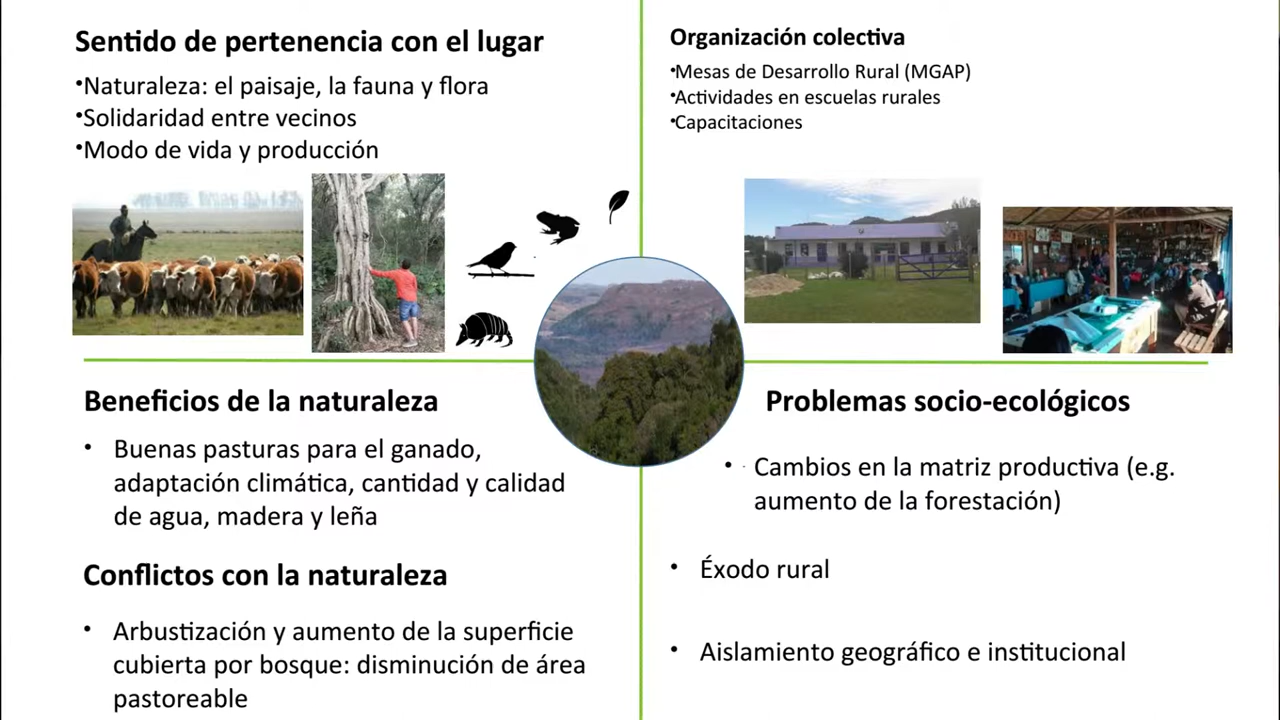 Sentido de pertenencia con el lugar
•Naturaleza: el paisaje, la fauna y flora
•Solidaridad entre vecinos
•Modo de vida y producción
Organización colectiva
•Mesas de Desarrollo Rural (MGAP)
•Actividades en escuelas rurales
•Capacitaciones
Beneficios de la naturaleza
• Buenas pasturas para el ganado,
adaptación climática, cantidad y calidad
de agua, madera y leña
Conflictos con la naturaleza
• Arbustización y aumento de la superficie
cubierta por bosque: disminución de área
pastoreable
Problemas socio-ecológicos
• Cambios en la matriz productiva (e.g.
aumento de la forestación)
• Éxodo rural
• Aislamiento geográfico e institucional